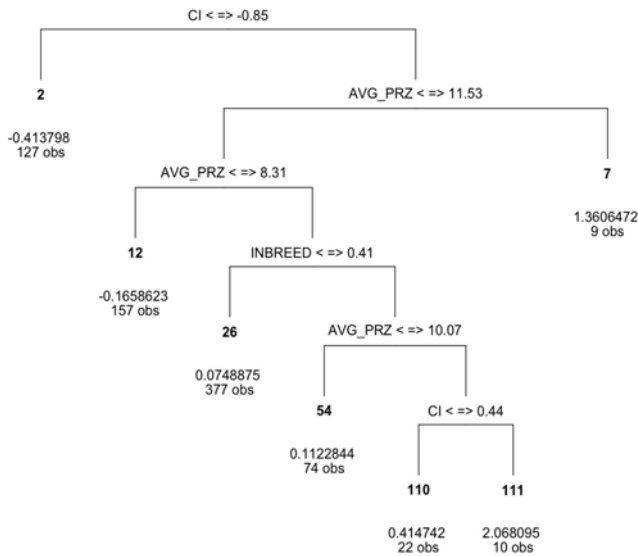 CI < => -0.85
2
-0.413798
127 obs
AVG_PRZ < => 11.53
AVG_PRZ < => 8.31
7
1.3606472
9 obs
12
-0.1658623
157 obs
INBREED < => 0.41
26
0.0748875
377 obs
AVG_PRZ < => 10.07
54
0.1122844
74 obs
CI < => 0.44
110
0.414742
22 obs
111
2.068095
10 obs